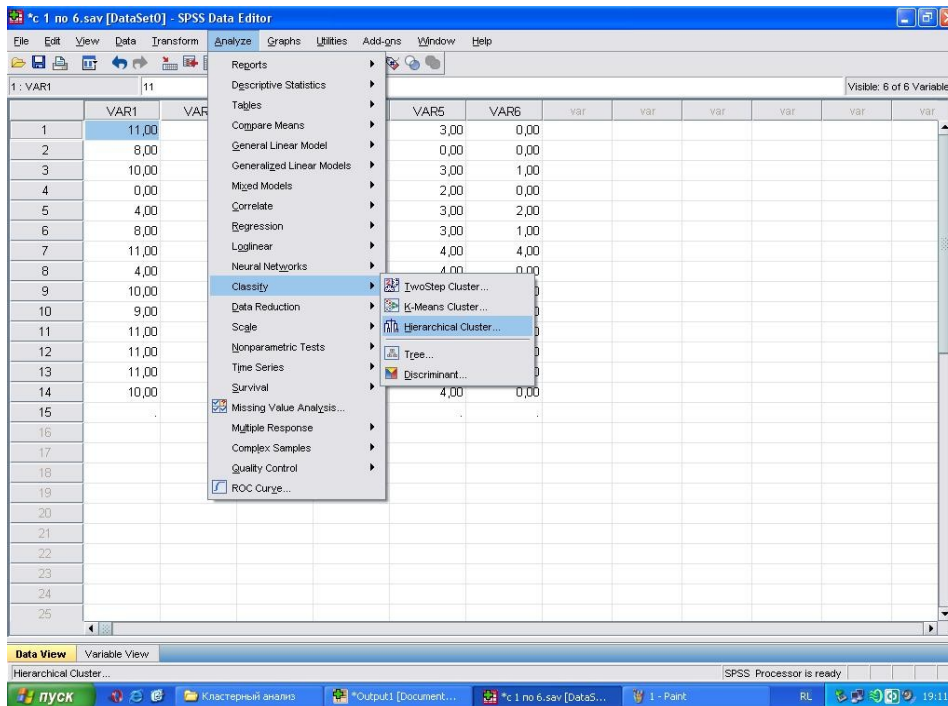 *с 1 по 6.sav [DataSet0] - SPSS Data Editor
File Edit View Data Transform Analyze Graphs Utilities Add-ons Window Help
1 : VAR1 11 Visible: 6 of 6 Variable
VAR1 VAR VAR5 VAR6 var var var var var var
1 11,00 3,00 0,00
2 8,00 0,00 0,00
3 10,00 3,00 1,00
4 0,00 2,00 0,00
5 4,00 3,00 2,00
6 8,00 3,00 1,00
7 11,00 4,00 4,00
8 4,00 4,00 0,00
9 10,00
10 9,00
11 11,00
12 11,00
13 11,00
14 10,00 4,00 0,00
15 . . .
16
17
18
19
20
21
22
23
24
25
Reports
Descriptive Statistics
Tables
Compare Means
General Linear Model
Generalized Linear Models
Mixed Models
Correlate
Regression
Loglinear
Neural Networks
Classify
Data Reduction
Scale
Nonparametric Tests
Time Series
Survival
Missing Value Analysis...
Multiple Response
Complex Samples
Quality Control
ROC Curve...
TwoStep Cluster...
K-Means Cluster...
Hierarchical Cluster...
Tree...
Discriminant...
Data View Variable View
Hierarchical Cluster... SPSS Processor is ready
пуск Кластерный анализ *Output1 [Document... *с 1 по 6.sav [DataS... 1 - Paint RL 19:11